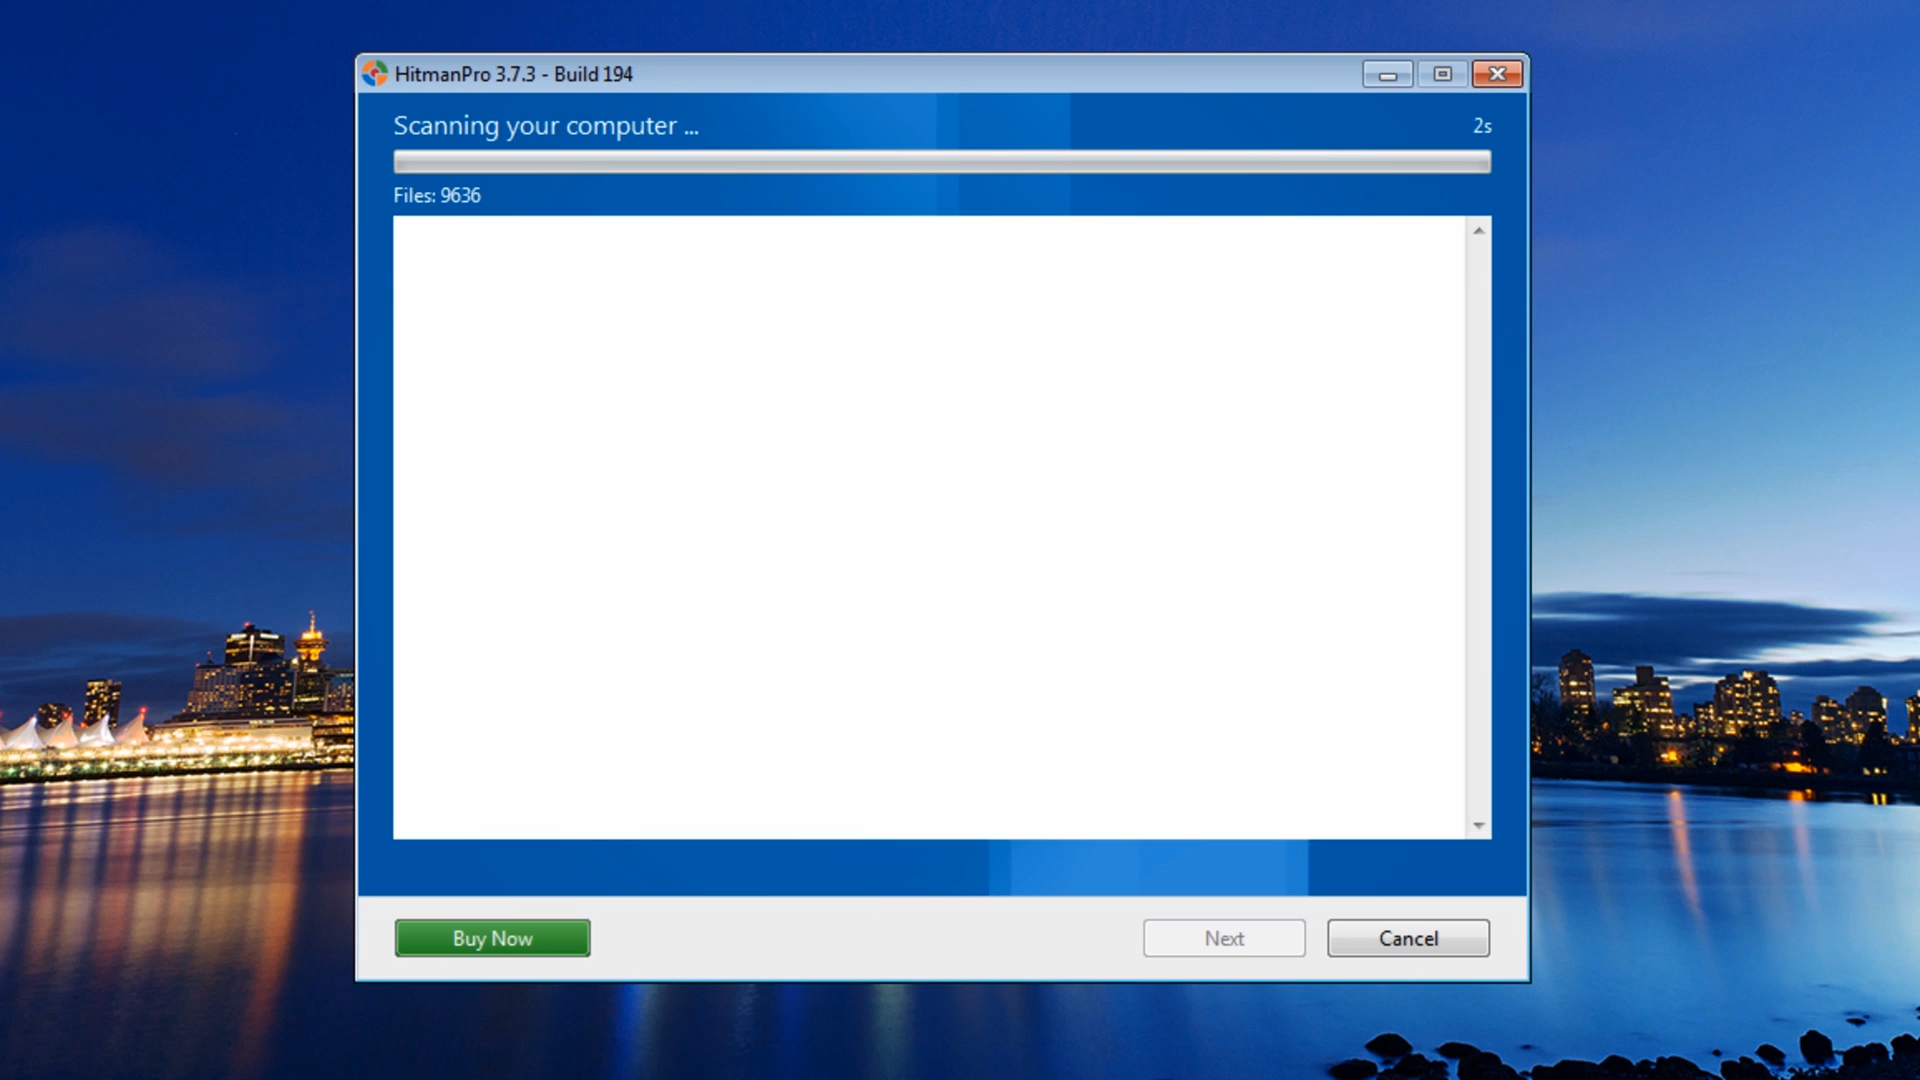 HitmanPro 3.7.3 - Build 194
Scanning your computer ...
2s
Files: 9636
Buy Now
Next
Cancel